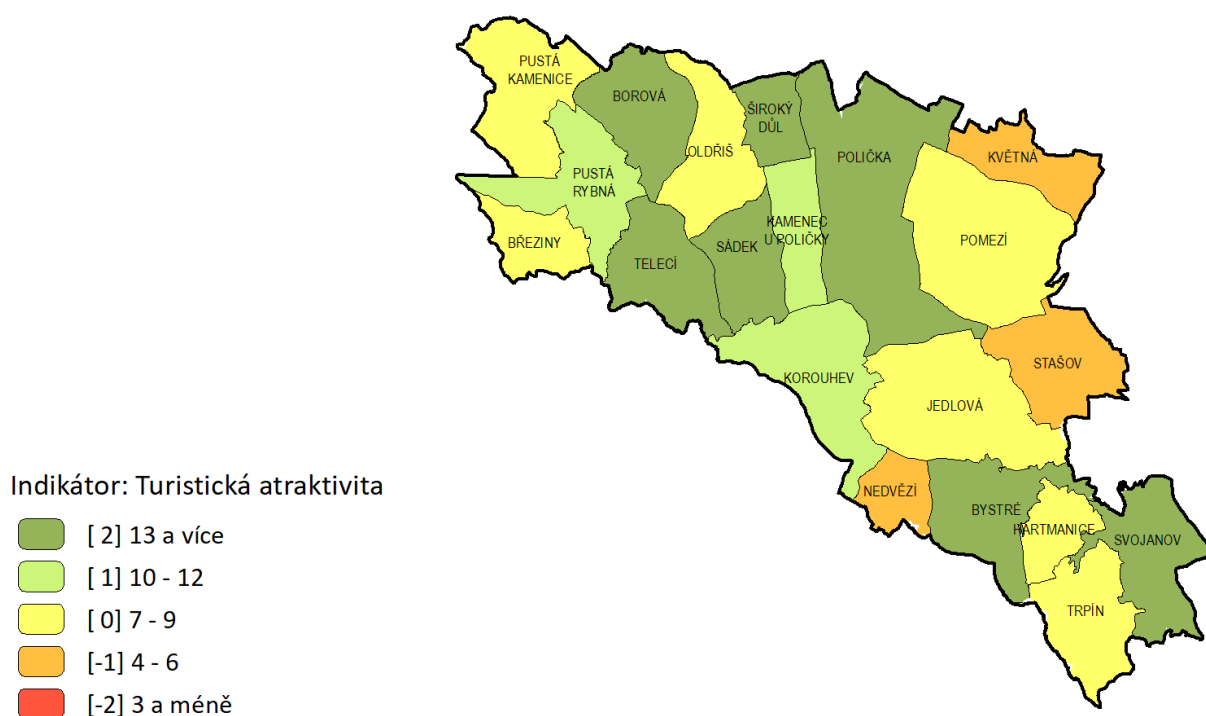 PUSTÁ
KAMENICE
BOROVÁ
ŠIROKÝ
DŮL
OLDŘIŠ
POLIČKA
KVĚTNÁ
PUSTÁ
RYBNÁ
KAMENEC
U POLIČKY
BŘEZINY
SÁDEK
POMEZÍ
TELECÍ
STAŠOV
KOROUHEV
JEDLOVÁ
Indikátor: Turistická atraktivita
NEDVĚZÍ
BYSTRÉ
HARTMANICE
SVOJANOV
TRPÍN
[ 2] 13 a více
[ 1] 10 - 12
[ 0] 7 - 9
[-1] 4 - 6
[-2] 3 a méně